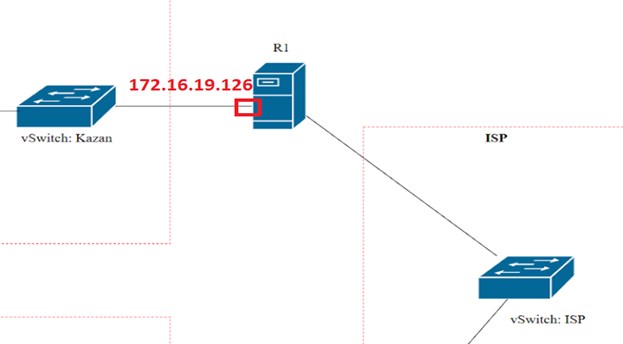 R1
172.16.19.126
vSwitch: Kazan
ISP
vSwitch: ISP